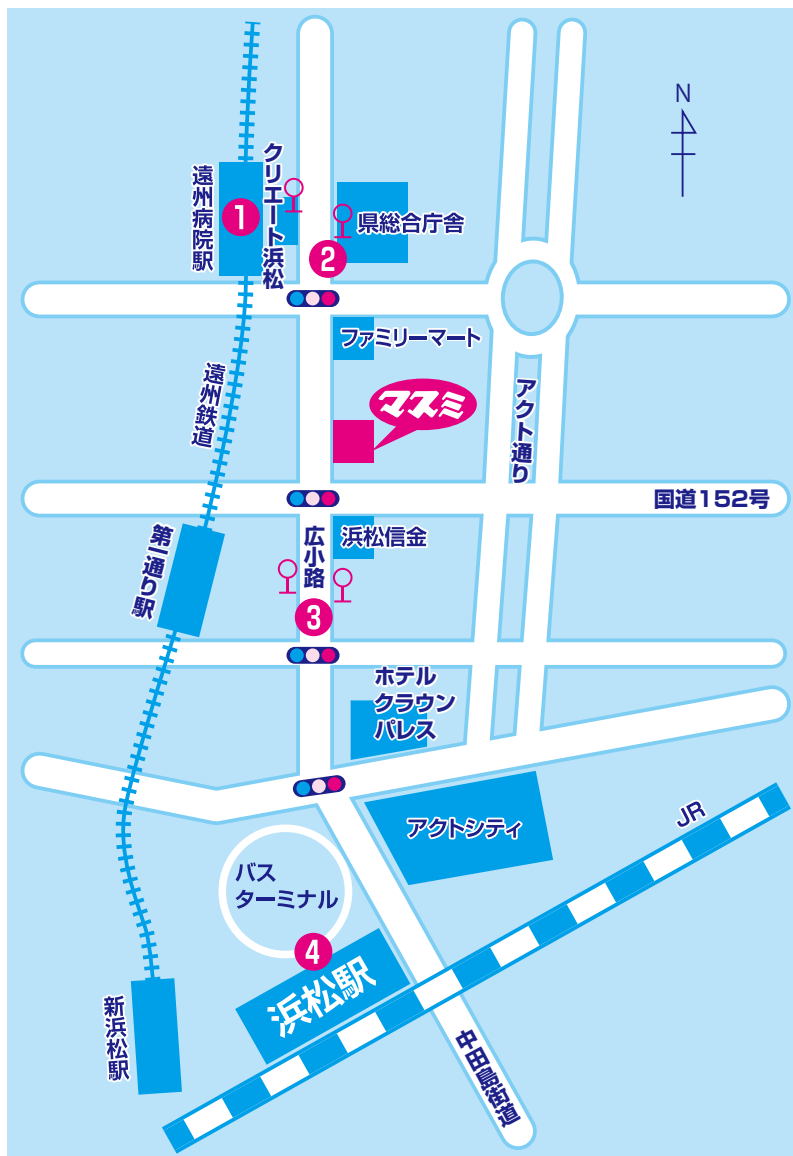 N
クリエート浜松
遠州病院駅
1
県総合庁舎
2
ファミリーマート
遠州鉄道
マスミ
アクト通り
国道152号
第一通り駅
広小路
浜松信金
3
ホテル
クラウン
パレス
アクトシティ
JR
バス
ターミナル
4
浜松駅
新浜松駅
中田島街道